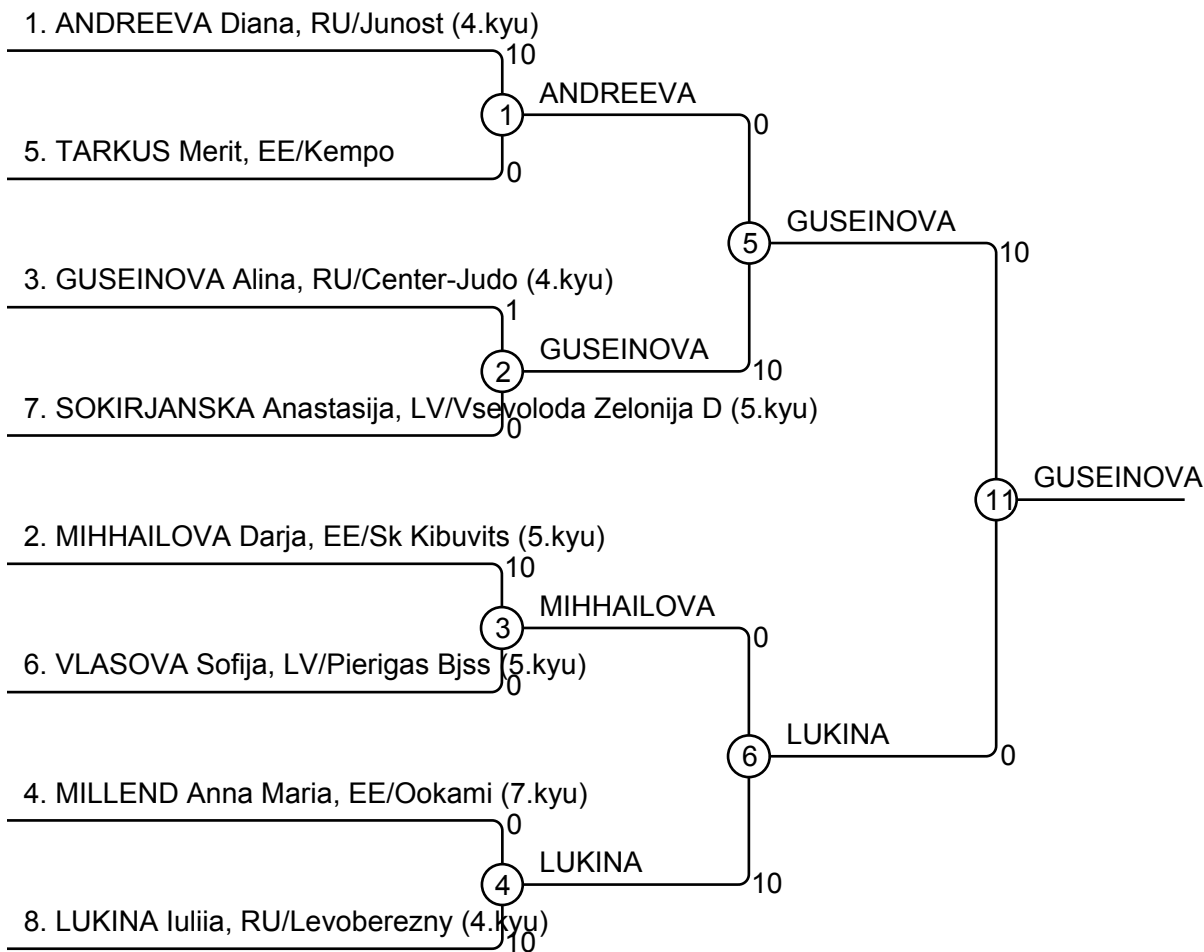 1. ANDREEVA Diana, RU/Junost (4.kyu)
10
1
ANDREEVA
0
5. TARKUS Merit, EE/Kempo
0
5
GUSEINOVA
10
3. GUSEINOVA Alina, RU/Center-Judo (4.kyu)
1
2
GUSEINOVA
10
7. SOKIRJANSKA Anastasija, LV/Vsevoloda Zelonija D (5.kyu)
0
11
GUSEINOVA
2. MIHHAILOVA Darja, EE/Sk Kibuvits (5.kyu)
10
3
MIHHAILOVA
0
6. VLASOVA Sofija, LV/Pierigas Bjss (5.kyu)
0
6
LUKINA
0
4. MILLEND Anna Maria, EE/Ookami (7.kyu)
0
4
LUKINA
10
8. LUKINA Iuliia, RU/Levoberezny (4.kyu)
10